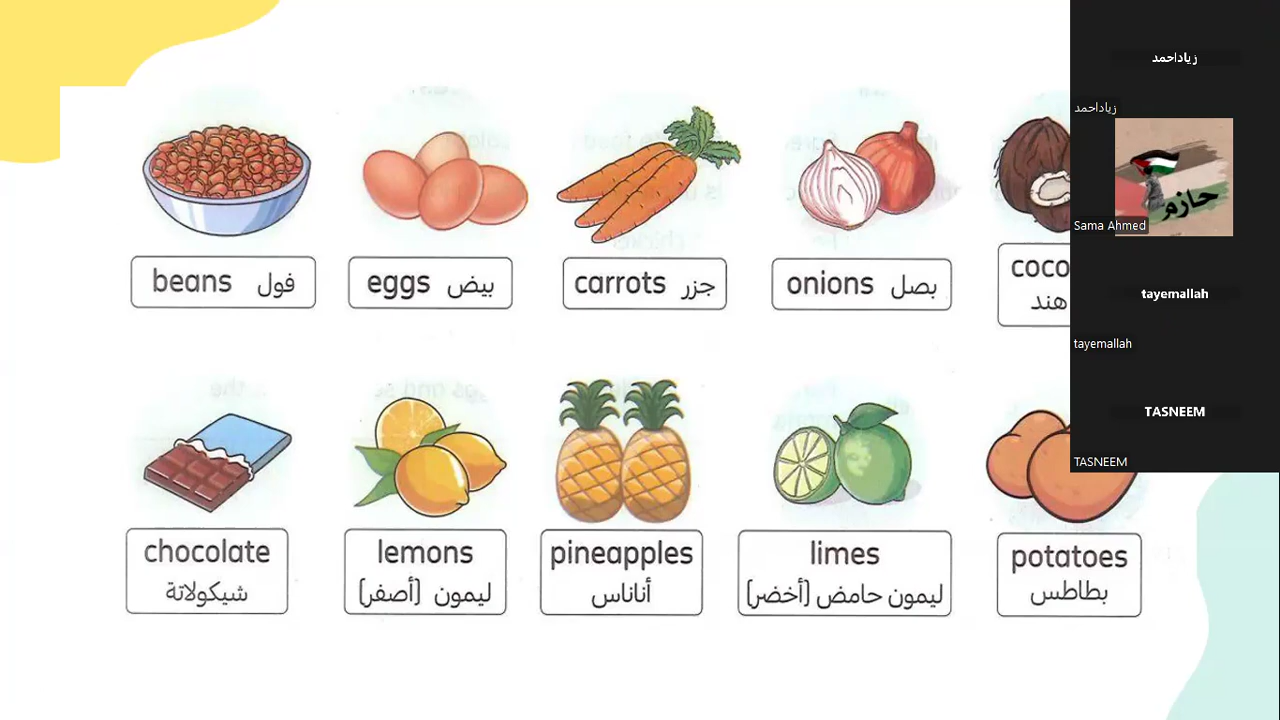 beans فول
eggs بيض
carrots جزر
onions بصل
coco
هند
chocolate
شيكولاتة
lemons
ليمون (أصفر)
pineapples
أناناس
limes
ليمون حامض (أخضر)
potatoes
بطاطس
زياداحمد
زياداحمد
حازم
Sama Ahmed
tayemallah
tayemallah
TASNEEM
TASNEEM